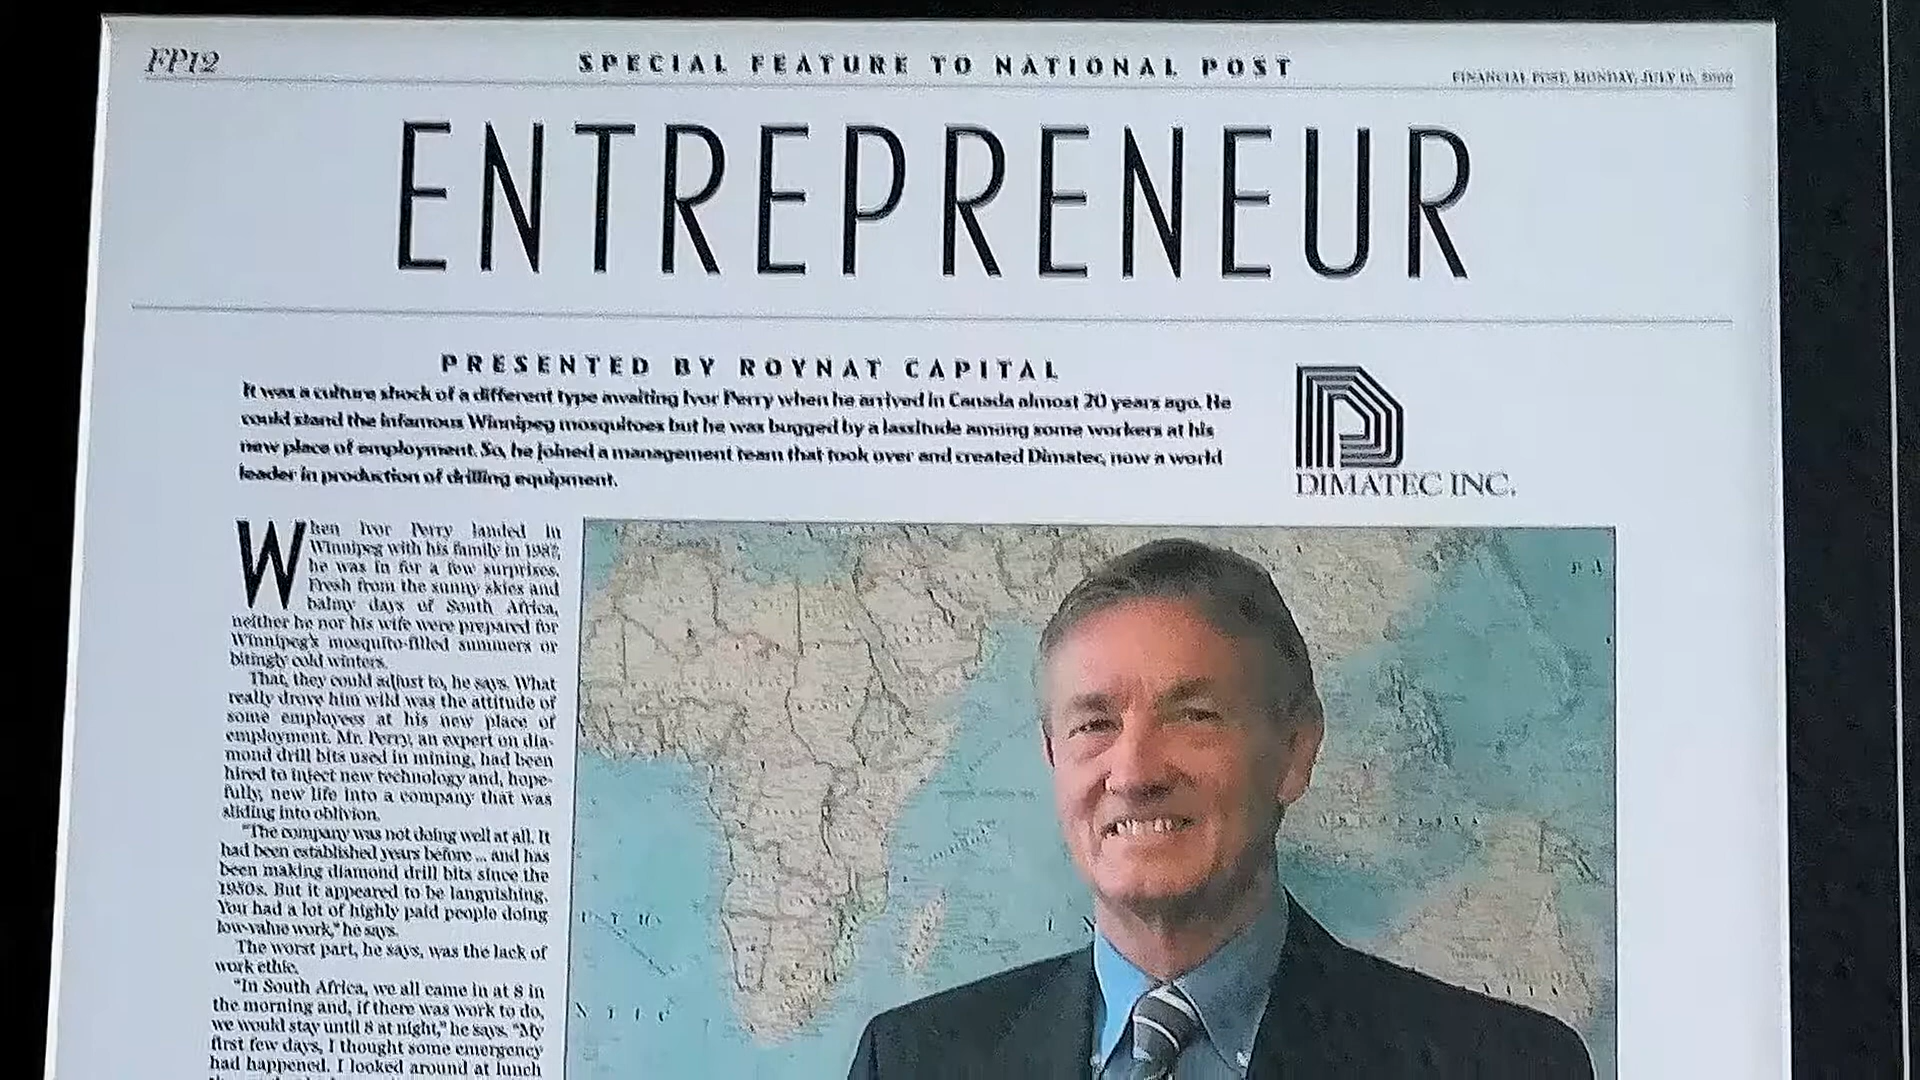 FP12
SPECIAL FEATURE TO NATIONAL POST
FINANCIAL POST, MONDAY, JULY 10,
ENTREPRENEUR
PRESENTED BY ROYNAT CAPITAL
It was a culture shock of a different type awaiting Ivor Perry when he arrived in Canada almost 20 years ago. He
could stand the infamous Winnipeg mosquitoes but he was bugged by a lassitude among some workers at his
new place of employment. So, he joined a management team that took over and created Dimatec, now a world
leader in production of drilling equipment.
DIMATEC INC.
When Ivor Perry landed in
Winnipeg with his family in 1987,
he was in for a few surprises.
Fresh from the sunny skies and
balmy days of South Africa,
neither he nor his wife were prepared for
Winnipeg's mosquito-filled summers or
bitingly cold winters.
That, they could adjust to, he says. What
really drove him wild was the attitude of
some employees at his new place of
employment. Mr. Perry, an expert on dia-
mond drill bits used in mining, had been
hired to inject new technology and, hope-
fully, new life into a company that was
sliding into oblivion.
"The company was not doing well at all. It
had been established years before ... and has
been making diamond drill bits since the
1950s. But it appeared to be languishing.
You had a lot of highly paid people doing
low-value work," he says.
The worst part, he says, was the lack of
work ethic.
"In South Africa, we all came in at 8 in
the morning and, if there was work to do,
we would stay until 8 at night," he says. "My
first few days, I thought some emergency
had happened. I looked around at lunch